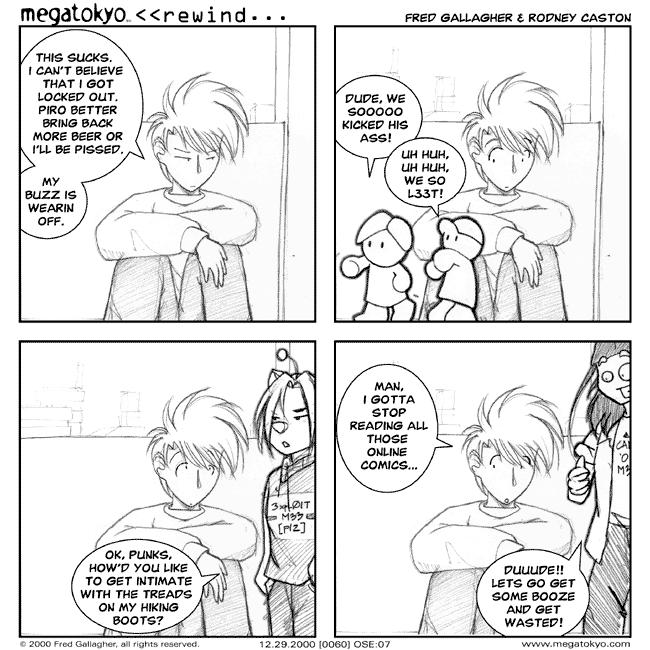 megatokyo™ <<rewind...
FRED GALLAGHER & RODNEY CASTON
THIS SUCKS.
I CAN'T BELIEVE
THAT I GOT
LOCKED OUT.
PIRO BETTER
BRING BACK
MORE BEER OR
I'LL BE PISSED.
MY
BUZZ IS
WEARIN
OFF.
DUDE, WE
SOOOOO
KICKED HIS
ASS!
UH HUH,
UH HUH,
WE SO
L33T!
3xpL0IT
M33
[P/2]
OK, PUNKS,
HOW'D YOU LIKE
TO GET INTIMATE
WITH THE TREADS
ON MY HIKING
BOOTS?
MAN,
I GOTTA
STOP
READING ALL
THOSE
ONLINE
COMICS...
DUUUDE!!
LETS GO GET
SOME BOOZE
AND GET
WASTED!
© 2000 Fred Gallagher, all rights reserved.
12.29.2000 [0060] OSE:07
www.megatokyo.com